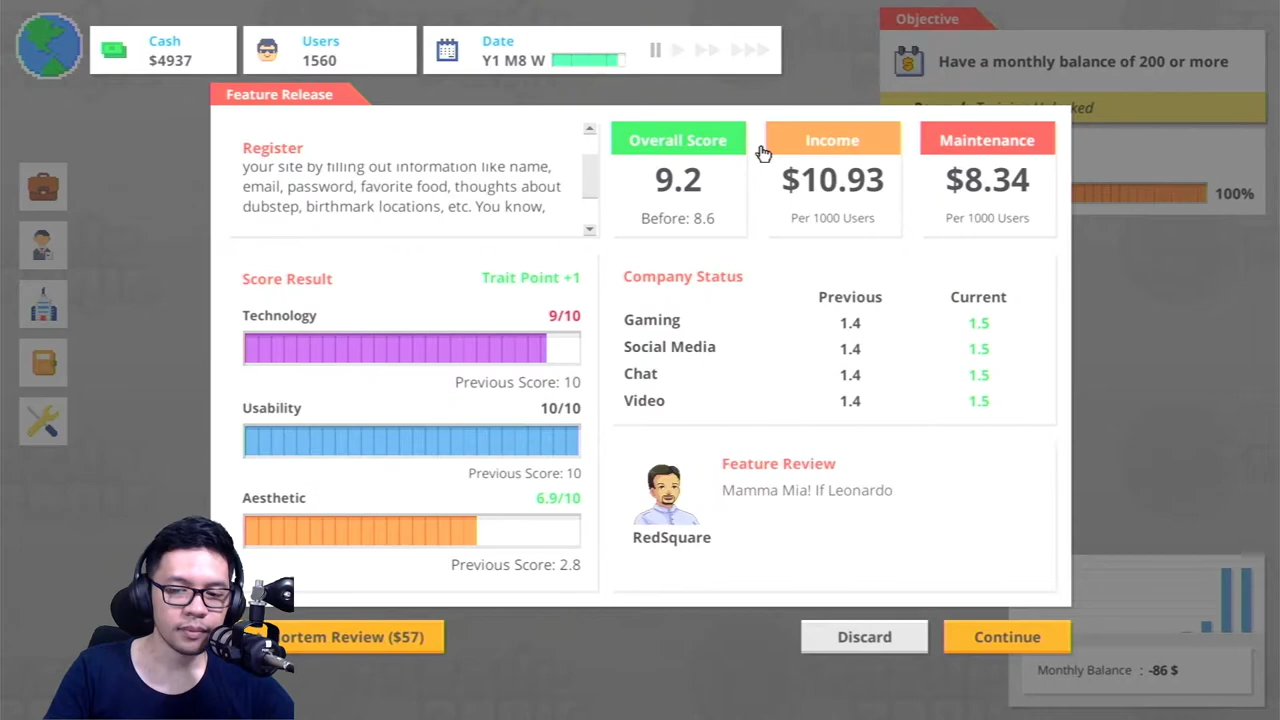 Cash
$4937
Users
1560
Date
Y1 M8 W
Objective
Have a monthly balance of 200 or more
100%
Feature Release
Register
your site by filling out information like name,
email, password, favorite food, thoughts about
dubstep, birthmark locations, etc. You know,
Overall Score
9.2
Before: 8.6
Income
$10.93
Per 1000 Users
Maintenance
$8.34
Per 1000 Users
Score Result
Trait Point +1
Technology
9/10
Previous Score: 10
Usability
10/10
Previous Score: 10
Aesthetic
6.9/10
Previous Score: 2.8
Company Status
Previous
Current
Gaming
1.4
1.5
Social Media
1.4
1.5
Chat
1.4
1.5
Video
1.4
1.5
Feature Review
Mamma Mia! If Leonardo
RedSquare
ortem Review ($57)
Discard
Continue
Monthly Balance : -86 $